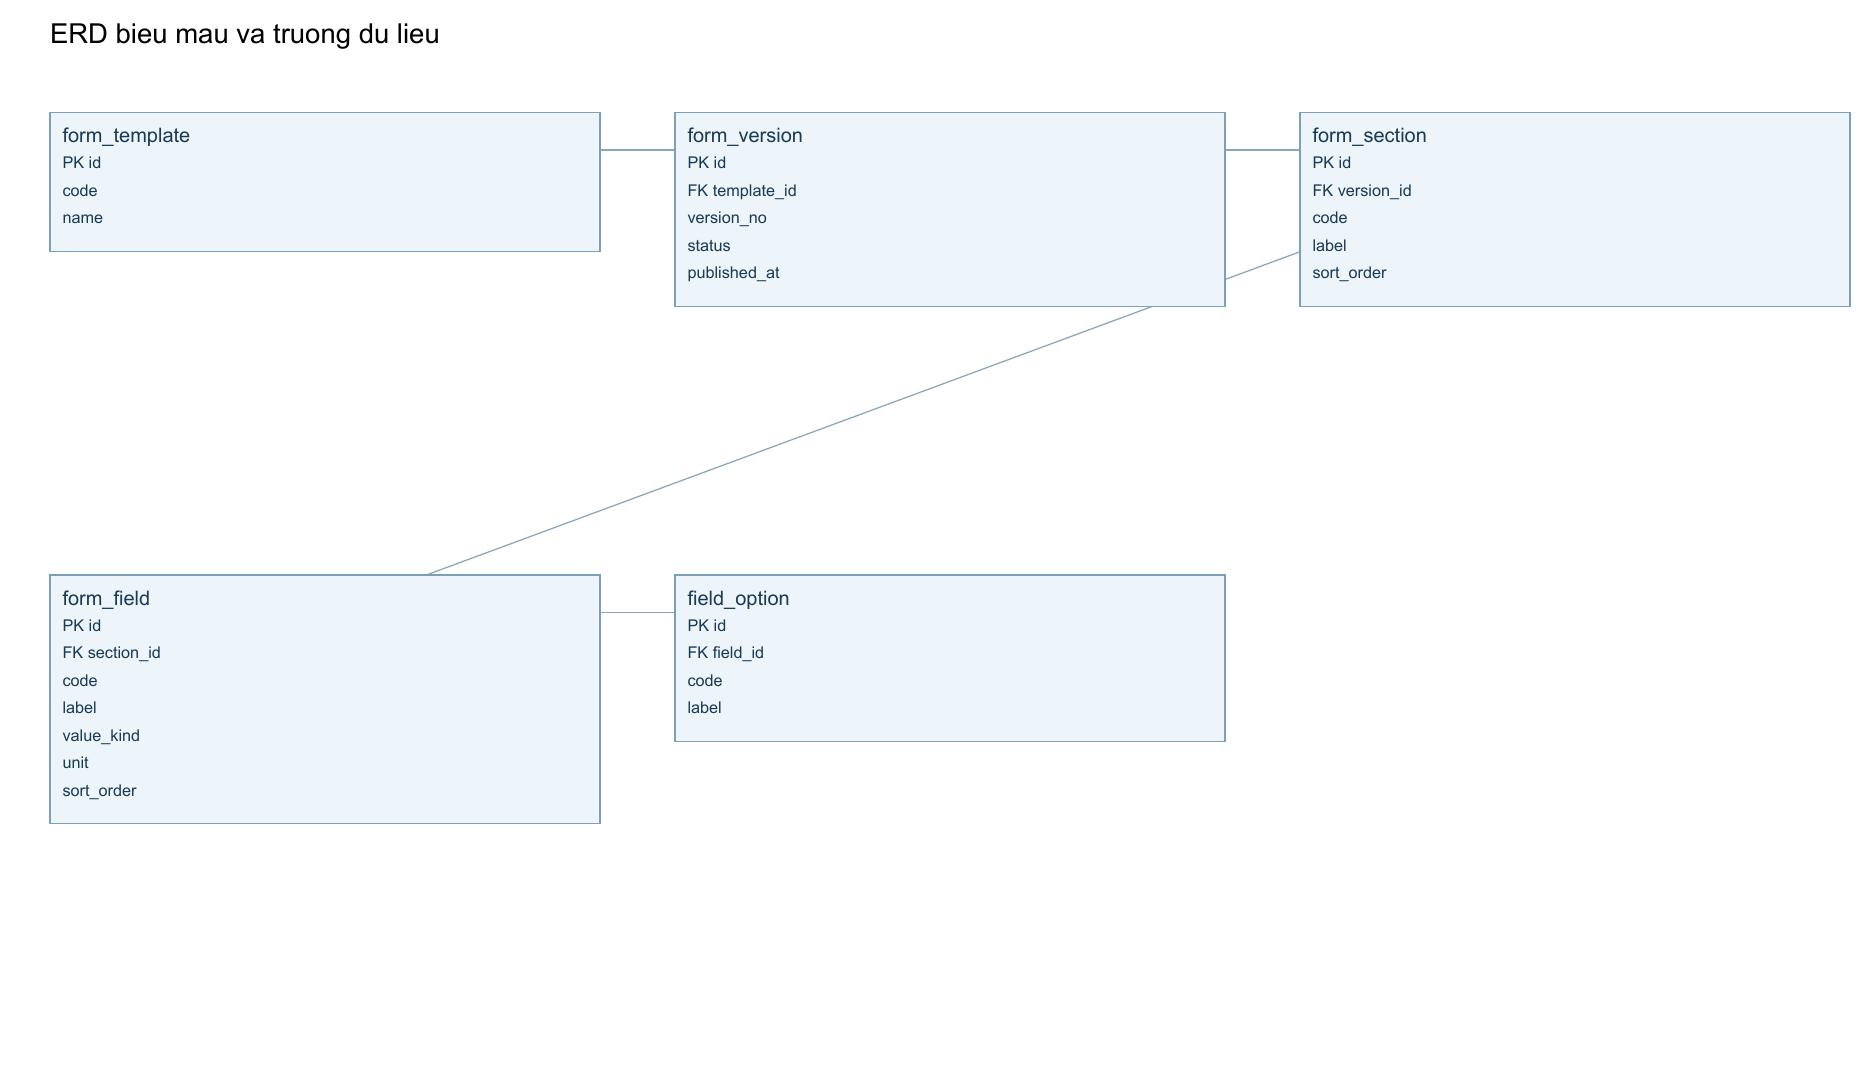 ERD bieu mau va truong du lieu
form_template
PK id
code
name
form_version
PK id
FK template_id
version_no
status
published_at
form_section
PK id
FK version_id
code
label
sort_order
form_field
PK id
FK section_id
code
label
value_kind
unit
sort_order
field_option
PK id
FK field_id
code
label